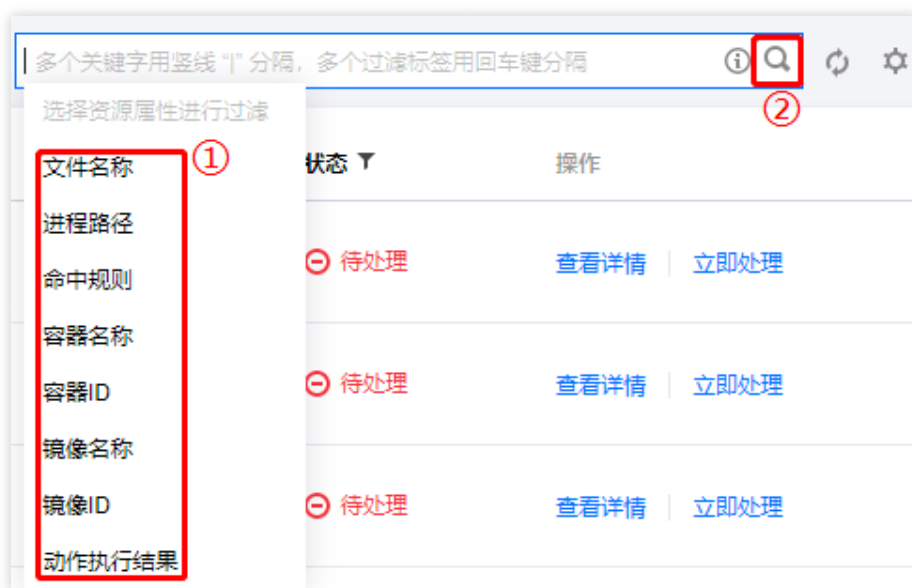 多个关键字用竖线 “|” 分隔，多个过滤标签用回车键分隔
②
选择资源属性进行过滤
①
文件名称
状态 操作
进程路径
待处理 查看详情 立即处理
命中规则
容器名称
容器ID
待处理 查看详情 立即处理
镜像名称
镜像ID
待处理 查看详情 立即处理
动作执行结果